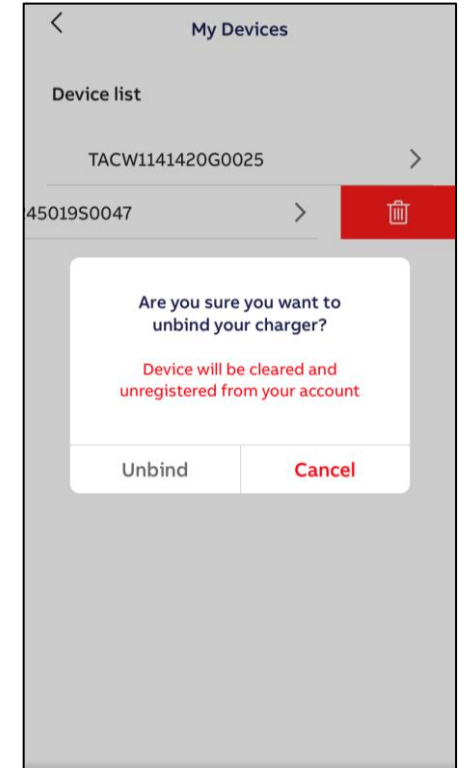 My Devices
Device list
TACW1141420G0025
45019S0047
Are you sure you want to
unbind your charger?
Device will be cleared and
unregistered from your account
Unbind Cancel